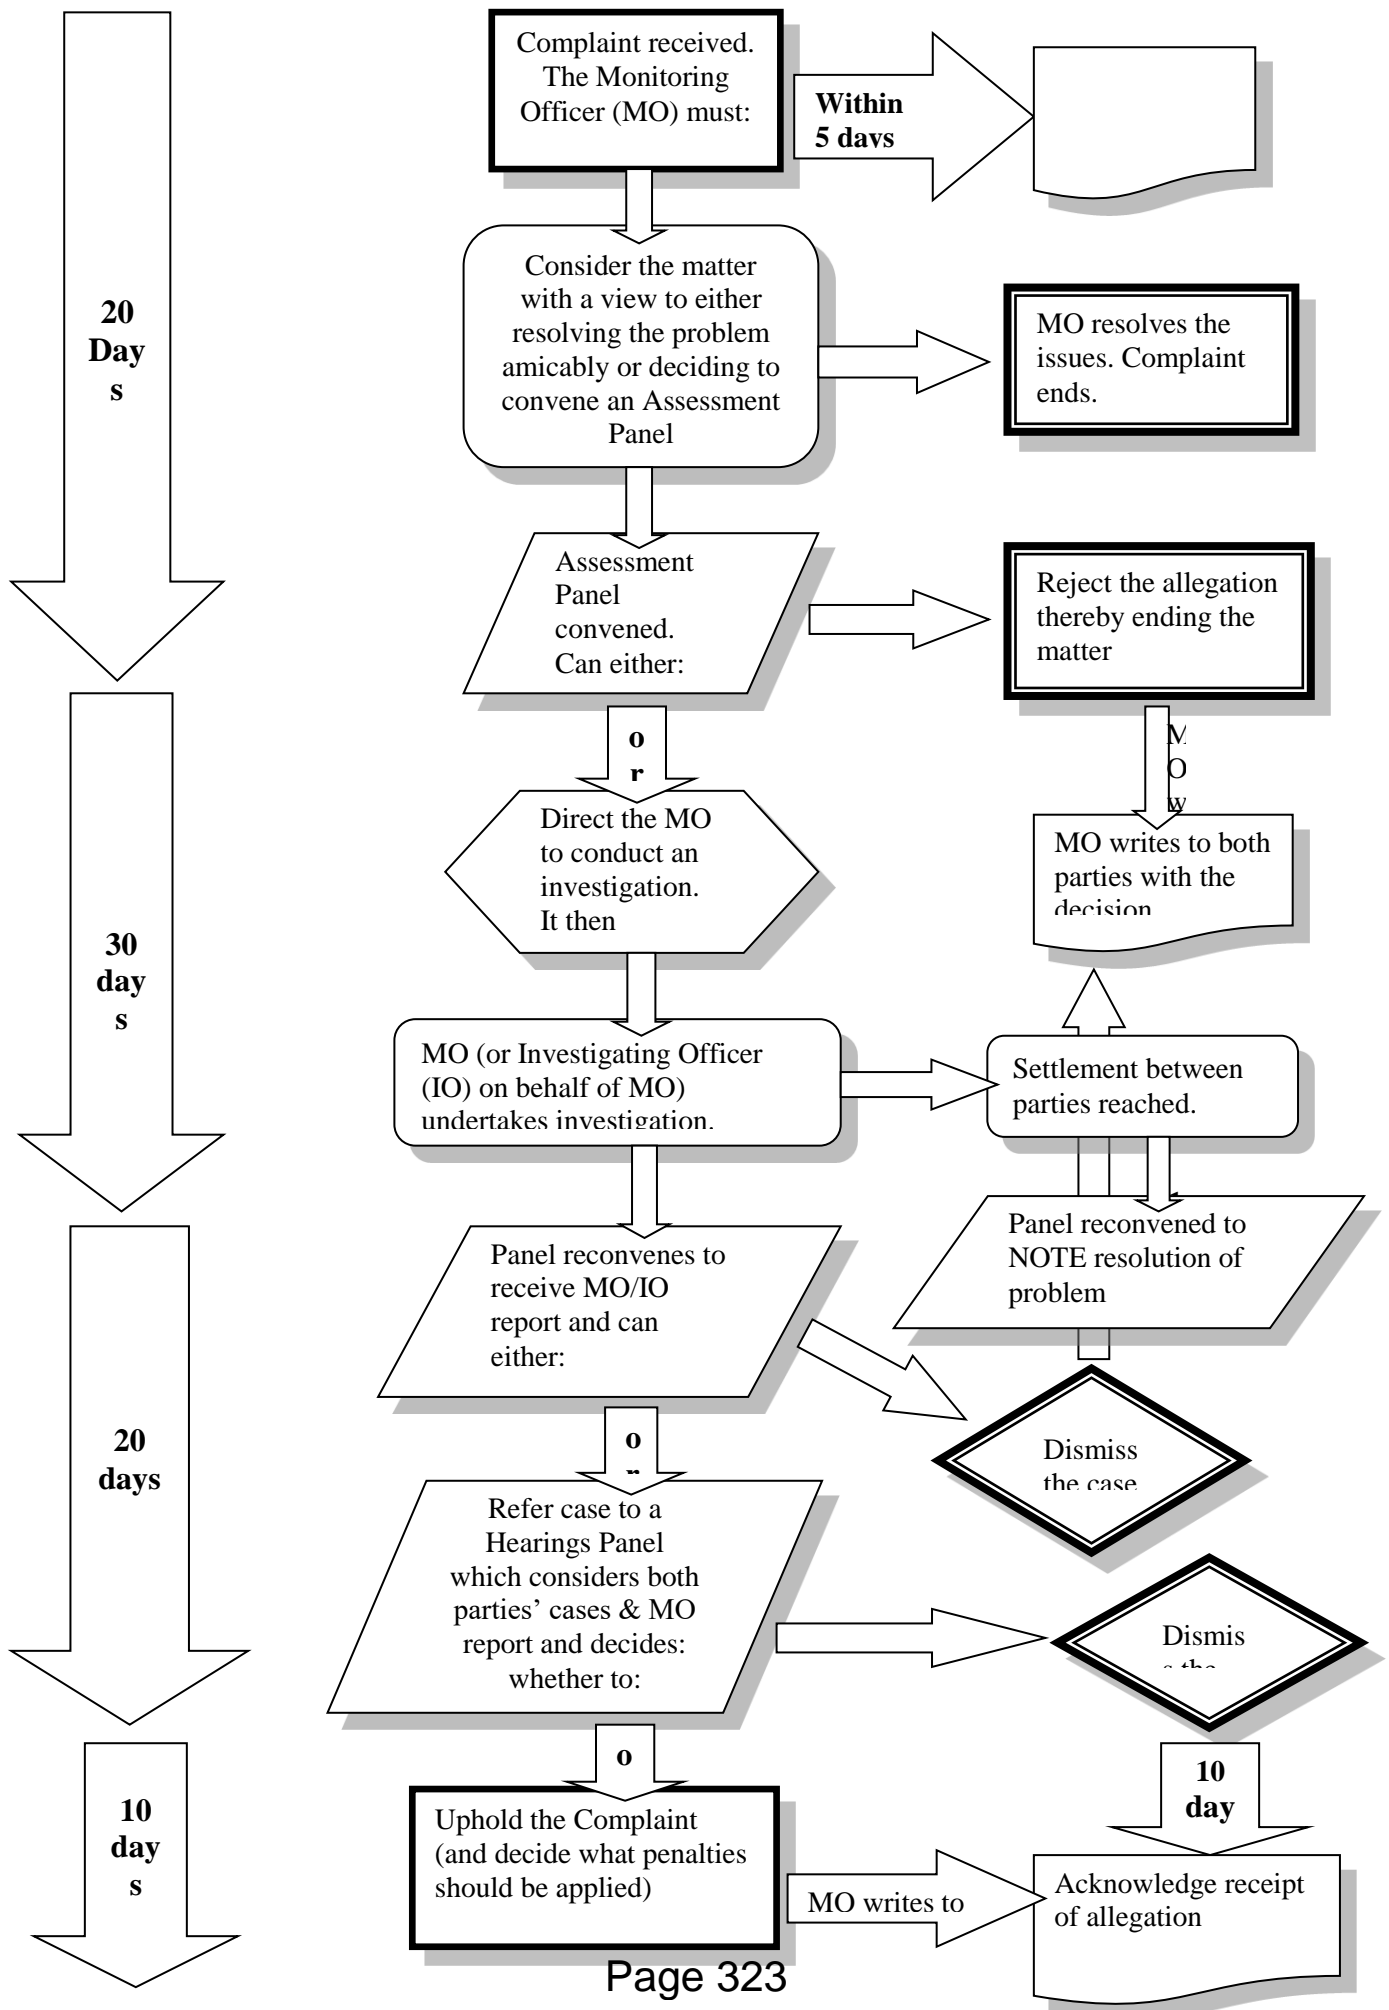 Complaint received.
The Monitoring
Officer (MO) must:
Within
5 days
Consider the matter
with a view to either
resolving the problem
amicably or deciding to
convene an Assessment
Panel
MO resolves the
issues. Complaint
ends.
20
Day
s
Assessment
Panel
convened.
Can either:
Reject the allegation
thereby ending the
matter
o
r
M
O
w
Direct the MO
to conduct an
investigation.
It then
MO writes to both
parties with the
decision
30
day
s
MO (or Investigating Officer
(IO) on behalf of MO)
undertakes investigation.
Settlement between
parties reached.
Panel reconvenes to
receive MO/IO
report and can
either:
Panel reconvened to
NOTE resolution of
problem
20
days
o
r
Dismiss
the case
Refer case to a
Hearings Panel
which considers both
parties’ cases & MO
report and decides:
whether to:
Dismis
s the
o
10
day
s
10
day
Uphold the Complaint
(and decide what penalties
should be applied)
MO writes to
Acknowledge receipt
of allegation
Page 323